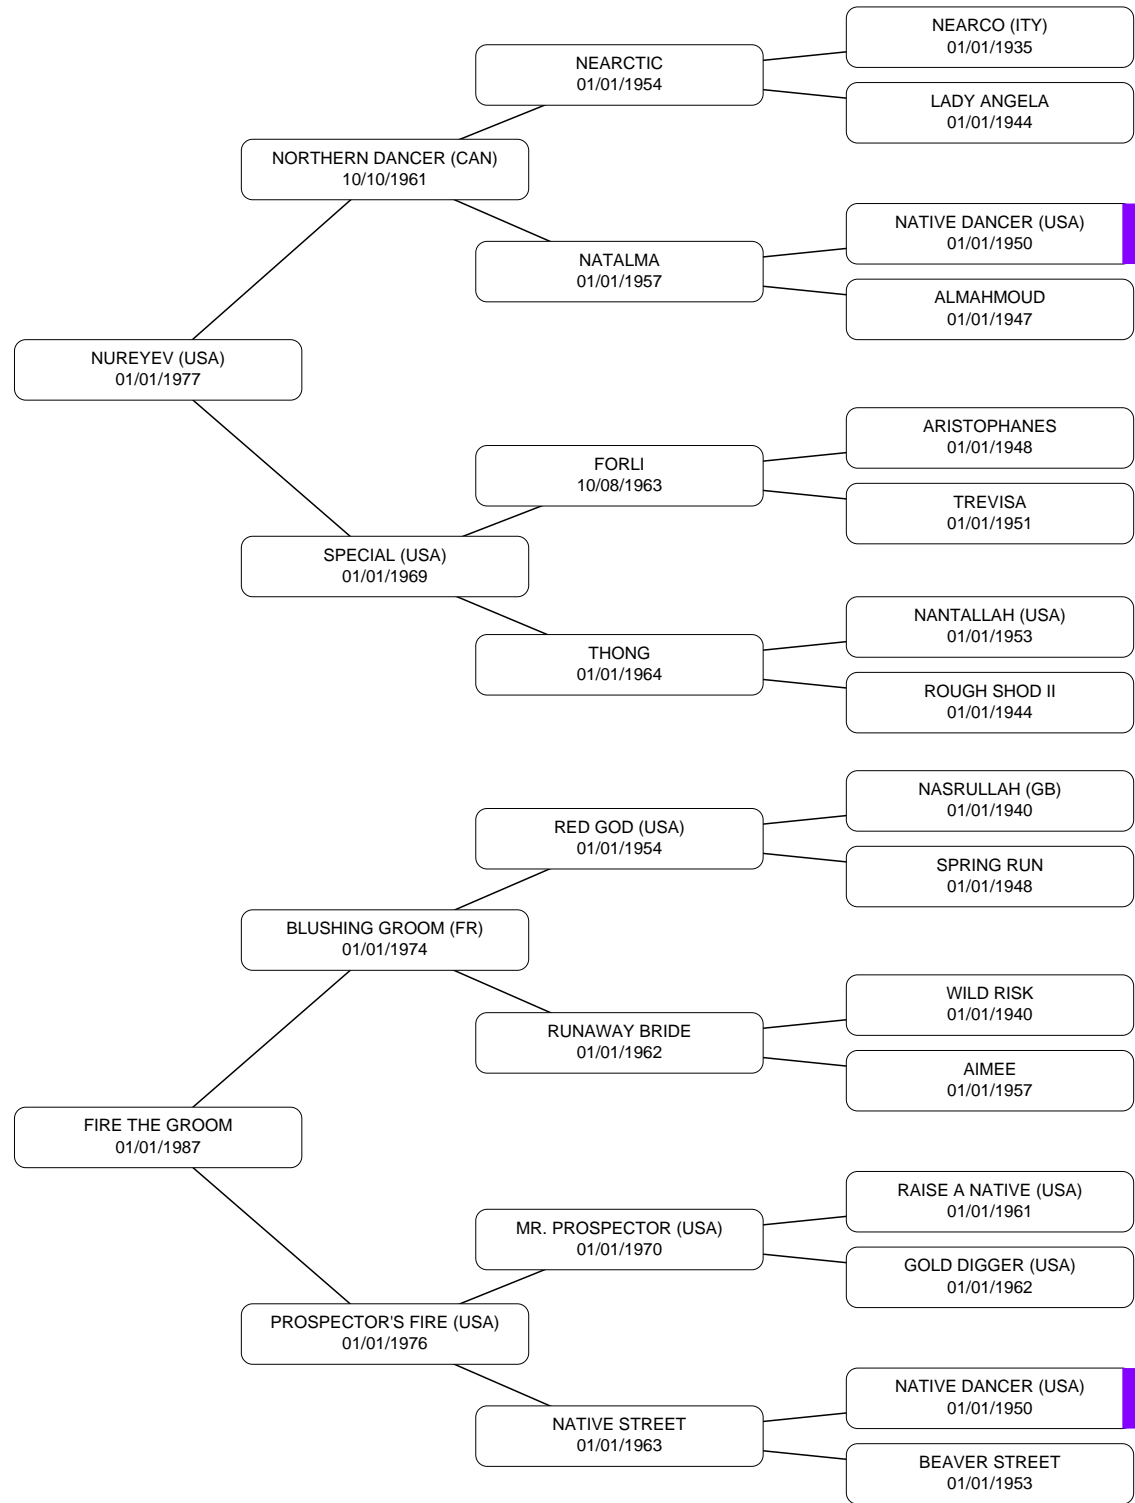 NEARCO (ITY)
01/01/1935
NEARCTIC
01/01/1954
LADY ANGELA
01/01/1944
NORTHERN DANCER (CAN)
10/10/1961
NATIVE DANCER (USA)
01/01/1950
NATALMA
01/01/1957
ALMAHMOUD
01/01/1947
NUREYEV (USA)
01/01/1977
ARISTOPHANES
01/01/1948
FORLI
10/08/1963
TREVISA
01/01/1951
SPECIAL (USA)
01/01/1969
NANTALLAH (USA)
01/01/1953
THONG
01/01/1964
ROUGH SHOD II
01/01/1944
NASRULLAH (GB)
01/01/1940
RED GOD (USA)
01/01/1954
SPRING RUN
01/01/1948
BLUSHING GROOM (FR)
01/01/1974
WILD RISK
01/01/1940
RUNAWAY BRIDE
01/01/1962
AIMEE
01/01/1957
FIRE THE GROOM
01/01/1987
RAISE A NATIVE (USA)
01/01/1961
MR. PROSPECTOR (USA)
01/01/1970
GOLD DIGGER (USA)
01/01/1962
PROSPECTOR'S FIRE (USA)
01/01/1976
NATIVE DANCER (USA)
01/01/1950
NATIVE STREET
01/01/1963
BEAVER STREET
01/01/1953